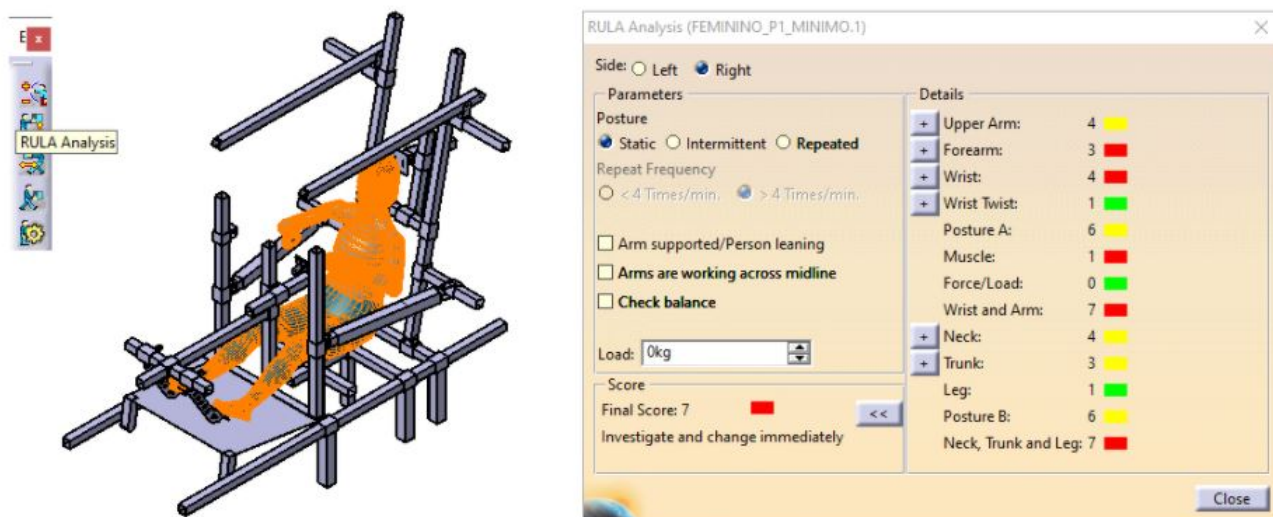 E x
RULA Analysis
RULA Analysis (FEMININO_P1_MINIMO.1)
Side: Left Right
Parameters
Posture
Static Intermittent Repeated
Repeat Frequency
< 4 Times/min. > 4 Times/min.
Arm supported/Person leaning
Arms are working across midline
Check balance
Load: 0kg
Score
Final Score: 7
<<
Investigate and change immediately
Details
+ Upper Arm: 4
+ Forearm: 3
+ Wrist: 4
+ Wrist Twist: 1
Posture A: 6
Muscle: 1
Force/Load: 0
Wrist and Arm: 7
+ Neck: 4
+ Trunk: 3
Leg: 1
Posture B: 6
Neck, Trunk and Leg: 7
Close